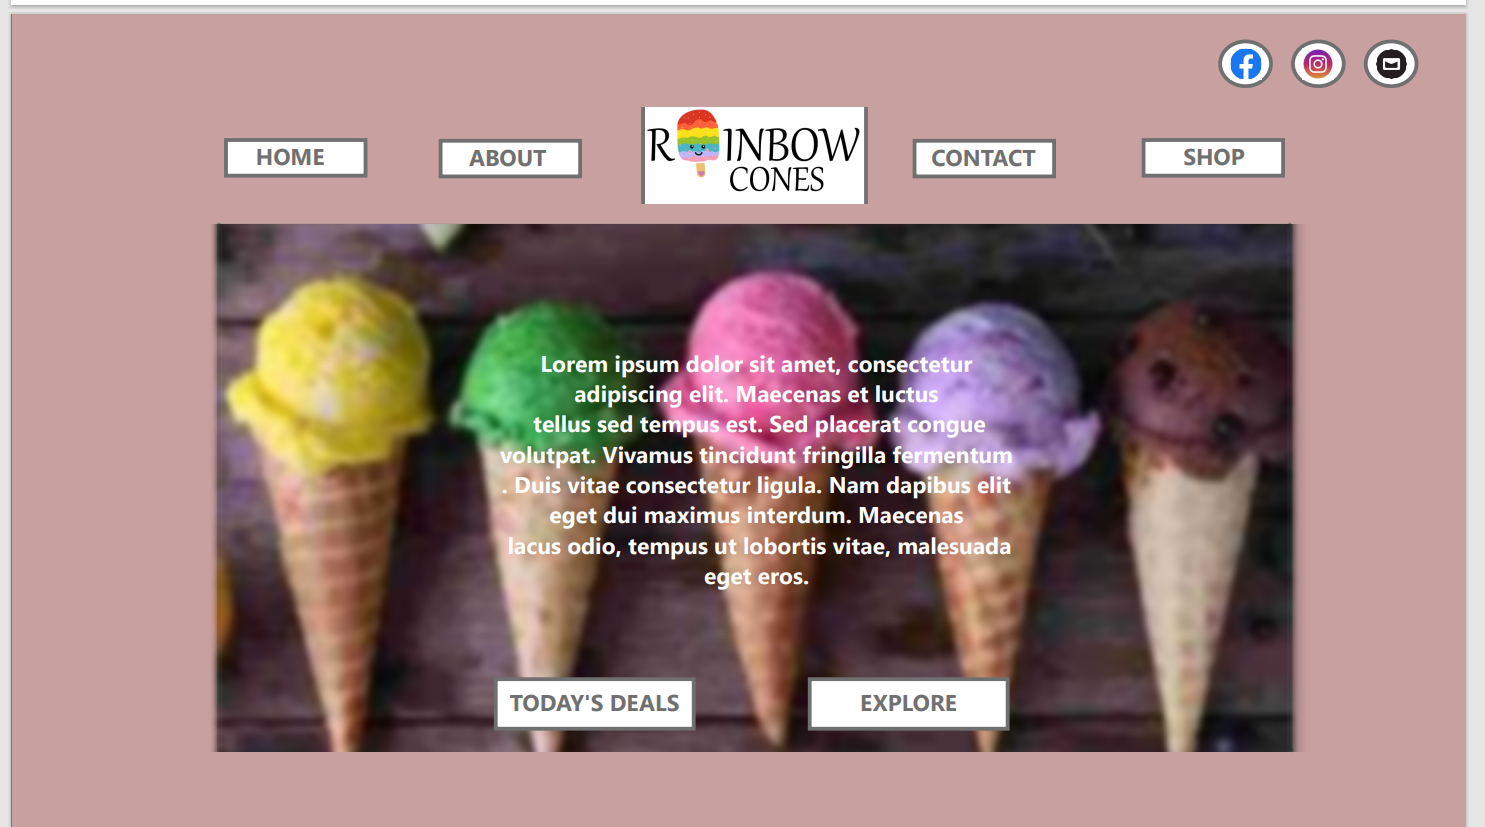 HOME
ABOUT
R INBOW
CONES
CONTACT
SHOP
Lorem ipsum dolor sit amet, consectetur
adipiscing elit. Maecenas et luctus
tellus sed tempus est. Sed placerat congue
volutpat. Vivamus tincidunt fringilla fermentum
. Duis vitae consectetur ligula. Nam dapibus elit
eget dui maximus interdum. Maecenas
lacus odio, tempus ut lobortis vitae, malesuada
eget eros.
TODAY'S DEALS
EXPLORE